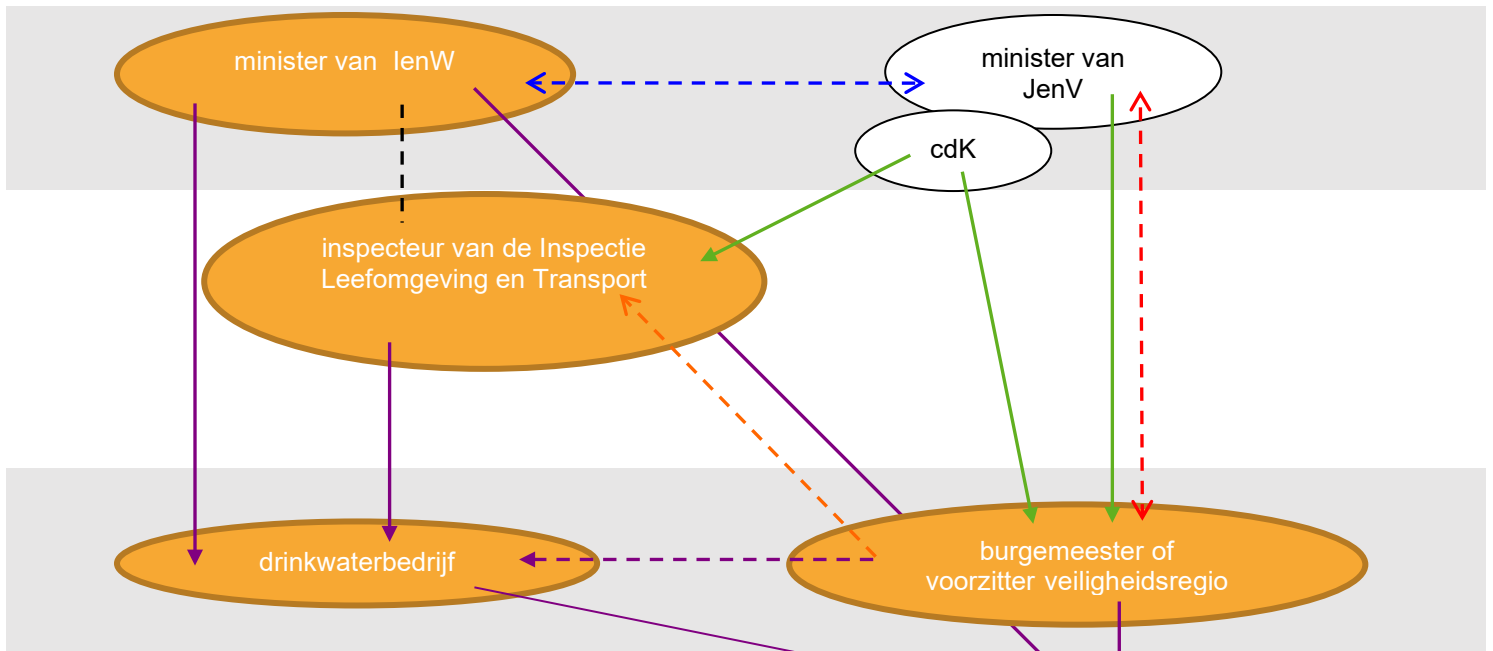 minister van IenW
minister van
JenV
cdK
inspecteur van de Inspectie
Leefomgeving en Transport
drinkwaterbedrijf
burgemeester of
voorzitter veiligheidsregio